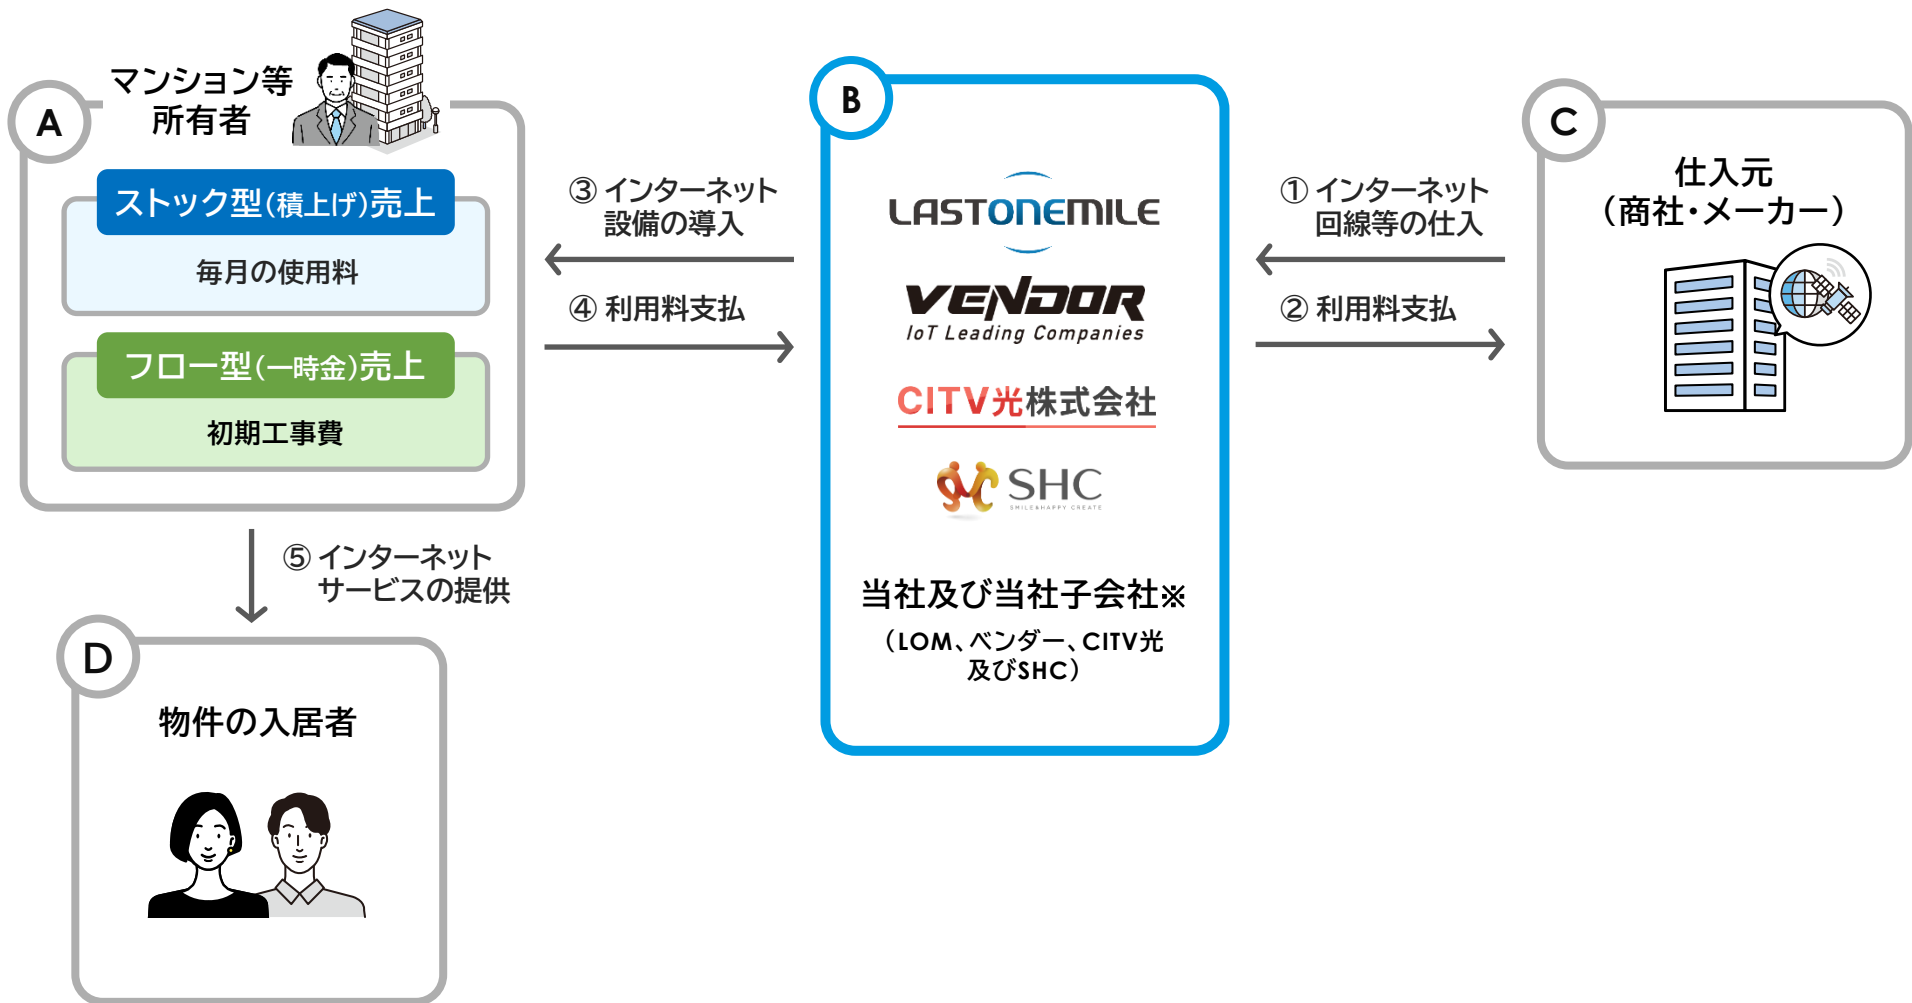 A
マンション等
所有者
ストック型(積上げ)売上
毎月の使用料
フロー型(一時金)売上
初期工事費
③ インターネット
設備の導入
④ 利用料支払
B
LASTONEMILE
VENDOR
IoT Leading Companies
CITV光株式会社
SHC
SMILE&HAPPY CREATE
当社及び当社子会社※
(LOM、ベンダー、CITV光
及びSHC)
① インターネット
回線等の仕入
② 利用料支払
C
仕入元
(商社・メーカー)
⑤ インターネット
サービスの提供
D
物件の入居者